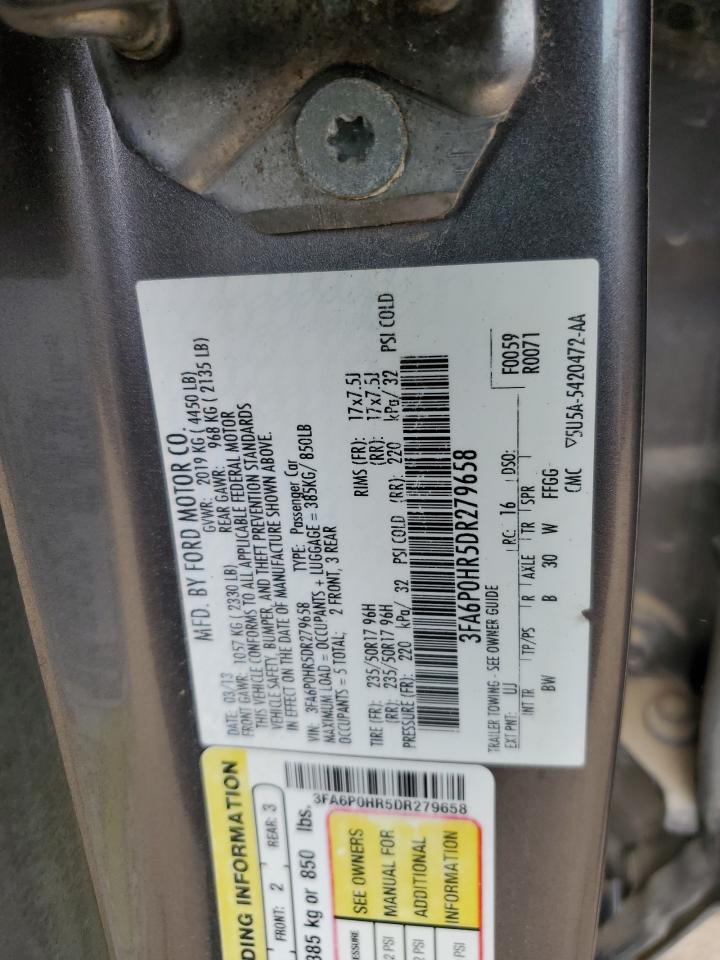 MFD. BY FORD MOTOR CO.
DATE: 03/13 GVWR: 2019 KG ( 4450 LB)
FRONT GAWR: 1057 KG ( 2330 LB) REAR GAWR: 968 KG ( 2135 LB)
THIS VEHICLE CONFORMS TO ALL APPLICABLE FEDERAL MOTOR
VEHICLE SAFETY, BUMPER, AND THEFT PREVENTION STANDARDS
IN EFFECT ON THE DATE OF MANUFACTURE SHOWN ABOVE.
VIN: 3FA6P0HR5DR279658 TYPE: Passenger Car
MAXIMUM LOAD = OCCUPANTS + LUGGAGE = 385KG/ 850LB
OCCUPANTS = 5 TOTAL; 2 FRONT, 3 REAR
TIRE (FR): 235/50R17 96H RIMS (FR): 17x7.5J
(RR): 235/50R17 96H (RR): 17x7.5J
PRESSURE (FR): 220 kPa/ 32 PSI COLD (RR): 220 kPa/ 32 PSI COLD
3FA6P0HR5DR279658
TRAILER TOWING - SEE OWNER GUIDE F0059
EXT PNT: UJ RC: 16 DSO: R0071
INT TR TP/PS R AXLE TR SPR
BW B 30 W FFGG
CMC ▽5U5A-5420472-AA
DING INFORMATION
FRONT: 2 REAR: 3
385 kg or 850 lbs.
3FA6P0HR5DR279658
SEE OWNERS
MANUAL FOR
ADDITIONAL
INFORMATION
PSI
PSI
PSI